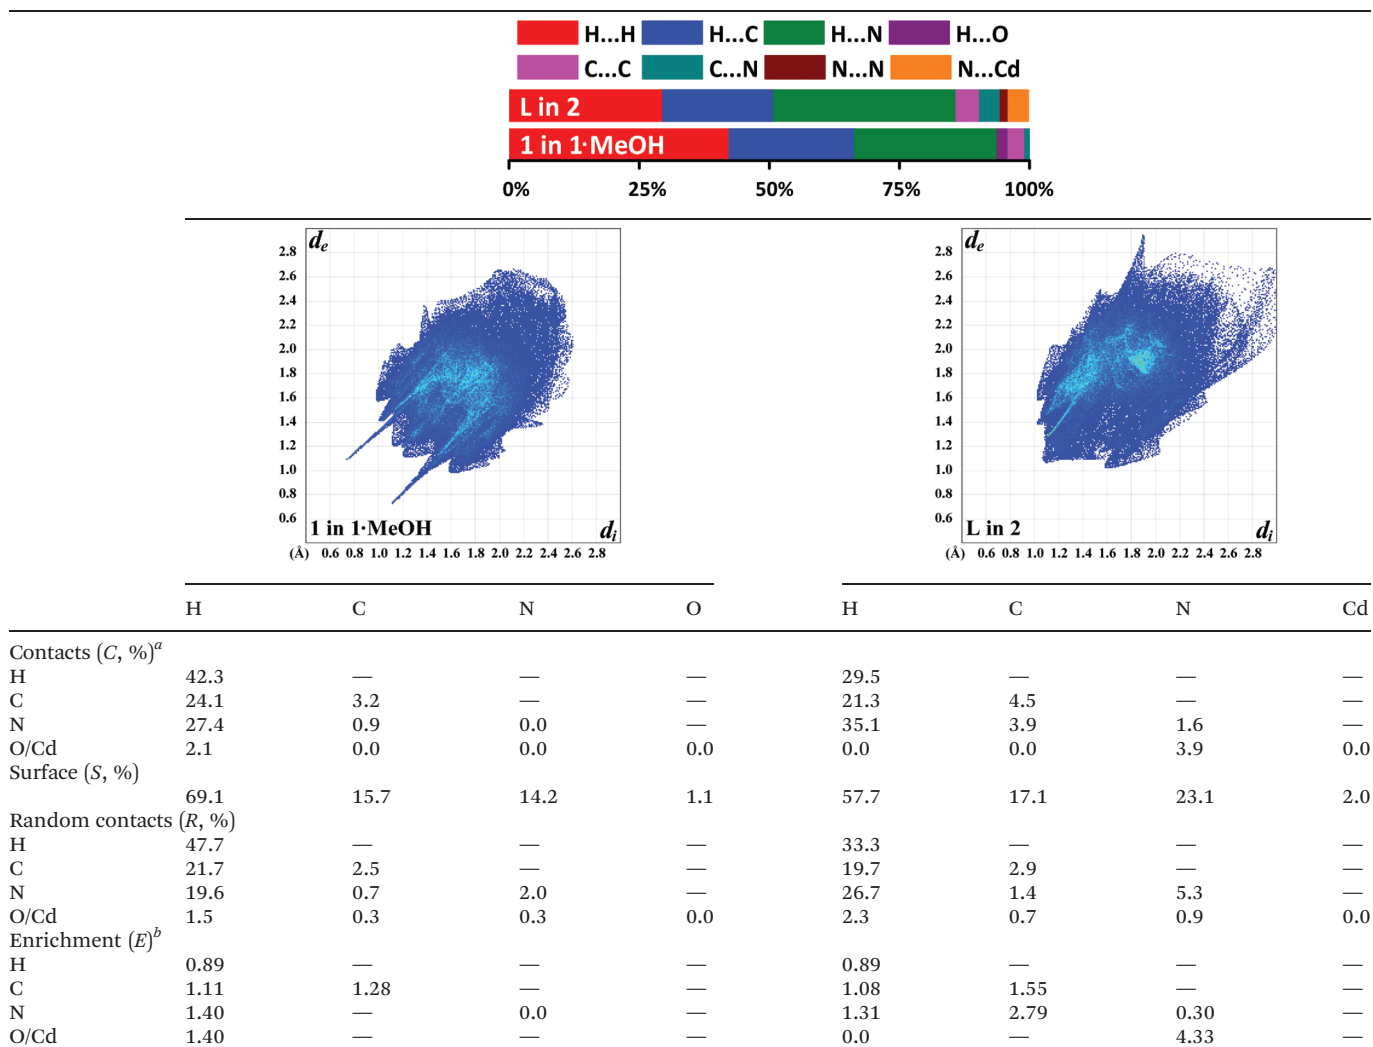 H...H H...C H...N H...O
C...C C...N N...N N...Cd
L in 2
1 in 1·MeOH
0% 25% 50% 75% 100%
de
2.8
2.6
2.4
2.2
2.0
1.8
1.6
1.4
1.2
1.0
0.8
0.6
1 in 1·MeOH di
(Å) 0.6 0.8 1.0 1.2 1.4 1.6 1.8 2.0 2.2 2.4 2.6 2.8
de
2.8
2.6
2.4
2.2
2.0
1.8
1.6
1.4
1.2
1.0
0.8
0.6
L in 2 di
(Å) 0.6 0.8 1.0 1.2 1.4 1.6 1.8 2.0 2.2 2.4 2.6 2.8
H C N O H C N Cd
Contacts (C, %)a
H 42.3 — — — 29.5 — — —
C 24.1 3.2 — — 21.3 4.5 — —
N 27.4 0.9 0.0 — 35.1 3.9 1.6 —
O/Cd 2.1 0.0 0.0 0.0 0.0 0.0 3.9 0.0
Surface (S, %)
69.1 15.7 14.2 1.1 57.7 17.1 23.1 2.0
Random contacts (R, %)
H 47.7 — — — 33.3 — — —
C 21.7 2.5 — — 19.7 2.9 — —
N 19.6 0.7 2.0 — 26.7 1.4 5.3 —
O/Cd 1.5 0.3 0.3 0.0 2.3 0.7 0.9 0.0
Enrichment (E)b
H 0.89 — — — 0.89 — — —
C 1.11 1.28 — — 1.08 1.55 — —
N 1.40 — 0.0 — 1.31 2.79 0.30 —
O/Cd 1.40 — — — 0.0 — 4.33 —